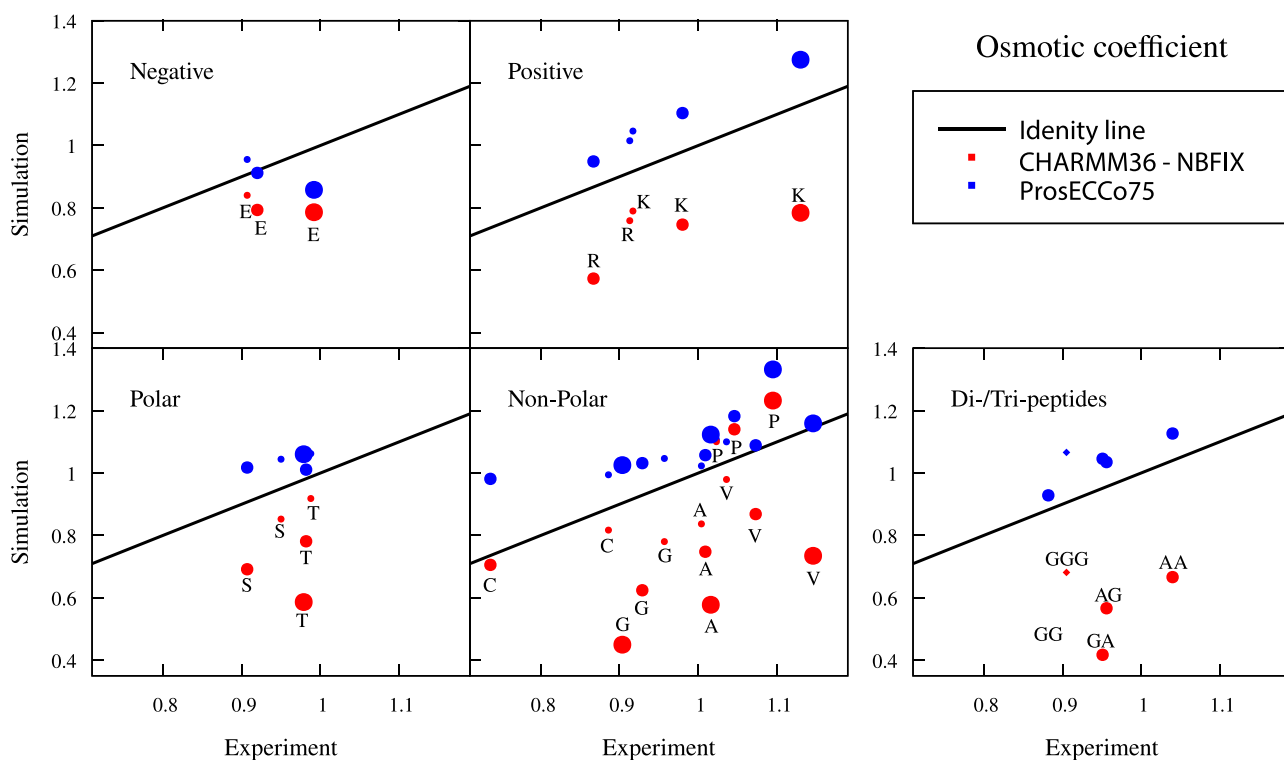 Osmotic coefficient
Idenity line
CHARMM36 - NBFIX
ProsECCo75
Simulation
1.4
1.2
1
0.8
0.6
0.4
Negative
E
E
E
Positive
R
R
K
K
K
Simulation
1.4
1.2
1
0.8
0.6
0.4
Polar
S
S
T
T
T
0.8
0.9
1
1.1
Experiment
Non-Polar
C
C
G
G
G
A
A
A
P
P
P
V
V
V
0.8
0.9
1
1.1
Experiment
1.4
1.2
1
0.8
0.6
0.4
Di-/Tri-peptides
GGG
AA
AG
GG
GA
0.8
0.9
1
1.1
Experiment